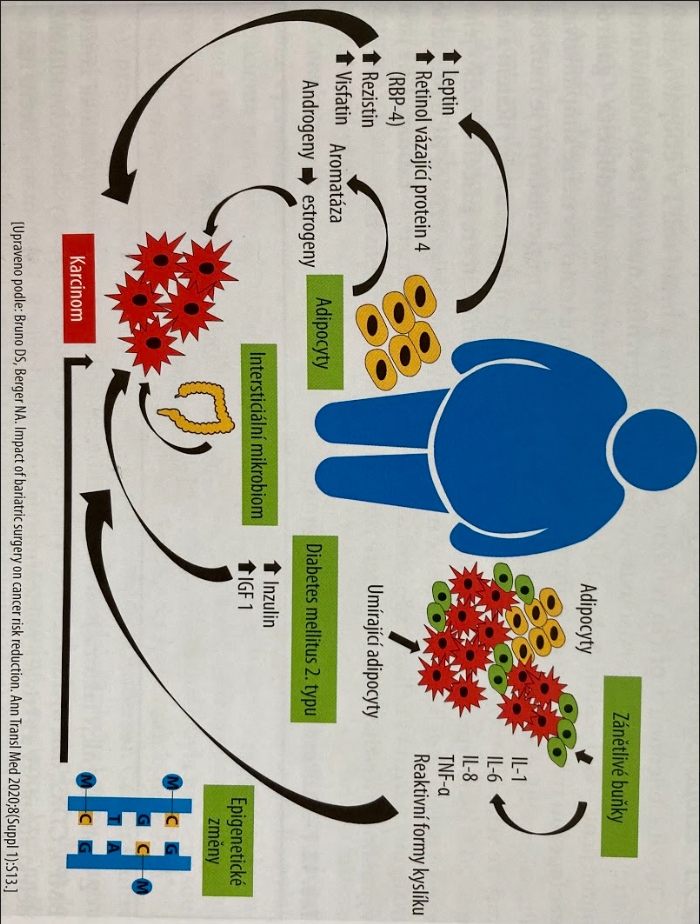 Adipocyty
Zánětlivé buňky
Leptin
Retinol vázající protein 4
(RBP-4)
Rezistin
Visfatin
Aromatáza
Androgeny
estrogeny
Adipocyty
Umírající adipocyty
IL-1
IL-6
IL-8
TNF-α
Reaktivní formy kyslíku
Diabetes mellitus 2. typu
Inzulin
IGF 1
Intersticiální mikrobiom
Karcinom
Epigenetické
změny
M C G
G C M
T A
M C G
[Upraveno podle: Bruno DS, Berger NA. Impact of bariatric surgery on cancer risk reduction. Ann Transl Med 2020;8(Suppl 1):S13.]